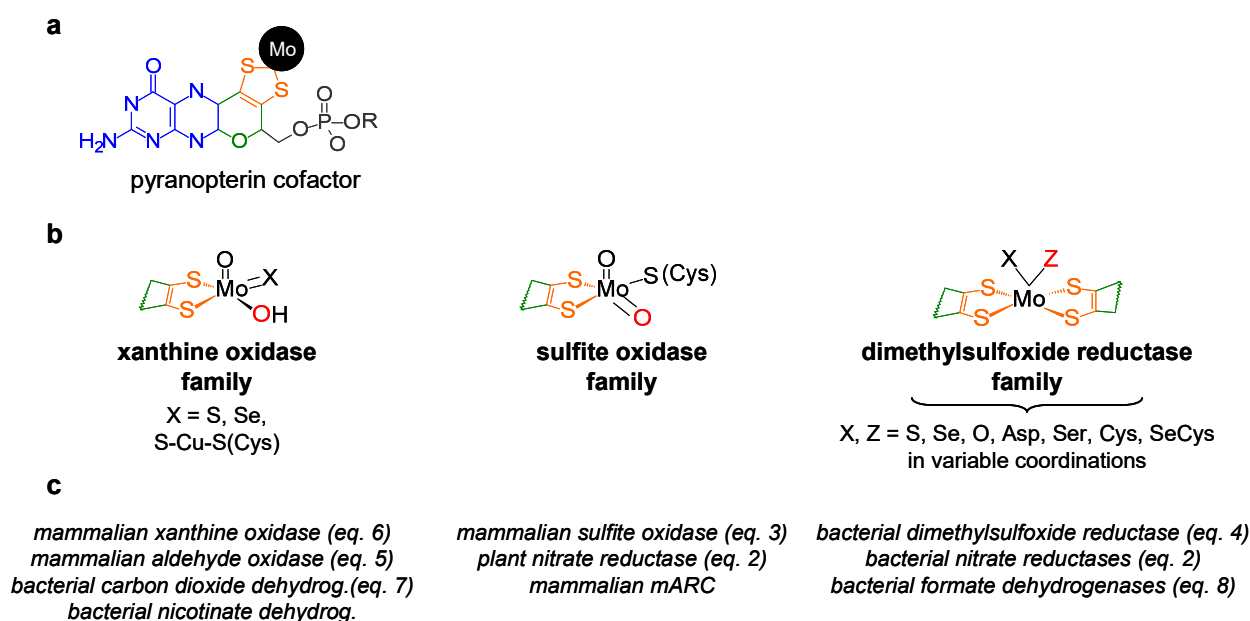 a
Mo
O
S
N
S
N
O
H2N
N
N
O
O
P
OR
O
pyranopterin cofactor
b
O
S
X
Mo
S
OH
xanthine oxidase
family
X = S, Se,
S-Cu-S(Cys)
O
S
S(Cys)
Mo
S
O
sulfite oxidase
family
X Z
S
S
Mo
S
S
dimethylsulfoxide reductase
family
X, Z = S, Se, O, Asp, Ser, Cys, SeCys
in variable coordinations
c
mammalian xanthine oxidase (eq. 6)
mammalian aldehyde oxidase (eq. 5)
bacterial carbon dioxide dehydrog.(eq. 7)
bacterial nicotinate dehydrog.
mammalian sulfite oxidase (eq. 3)
plant nitrate reductase (eq. 2)
mammalian mARC
bacterial dimethylsulfoxide reductase (eq. 4)
bacterial nitrate reductases (eq. 2)
bacterial formate dehydrogenases (eq. 8)